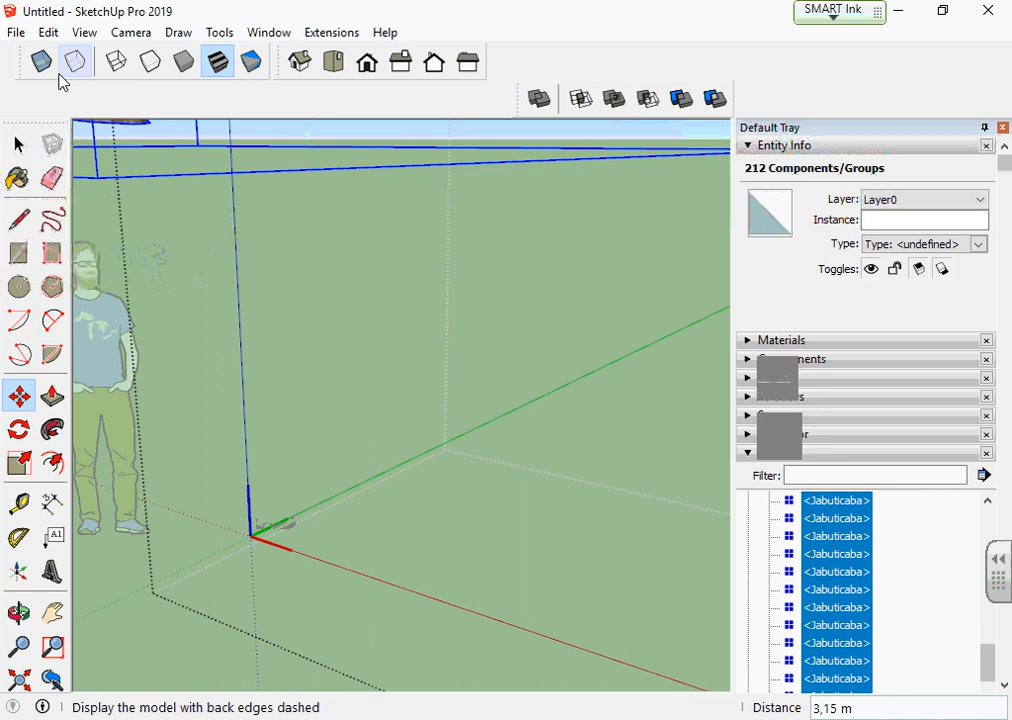 Untitled - SketchUp Pro 2019
SMART Ink
File Edit View Camera Draw Tools Window Extensions Help
Default Tray
Entity Info
212 Components/Groups
Layer: Layer0
Instance:
Type: Type: <undefined>
Toggles:
Materials
Filter:
<Jabuticaba>
<Jabuticaba>
<Jabuticaba>
<Jabuticaba>
<Jabuticaba>
<Jabuticaba>
<Jabuticaba>
<Jabuticaba>
<Jabuticaba>
<Jabuticaba>
<Jabuticaba>
A1
Display the model with back edges dashed
Distance 3,15 m